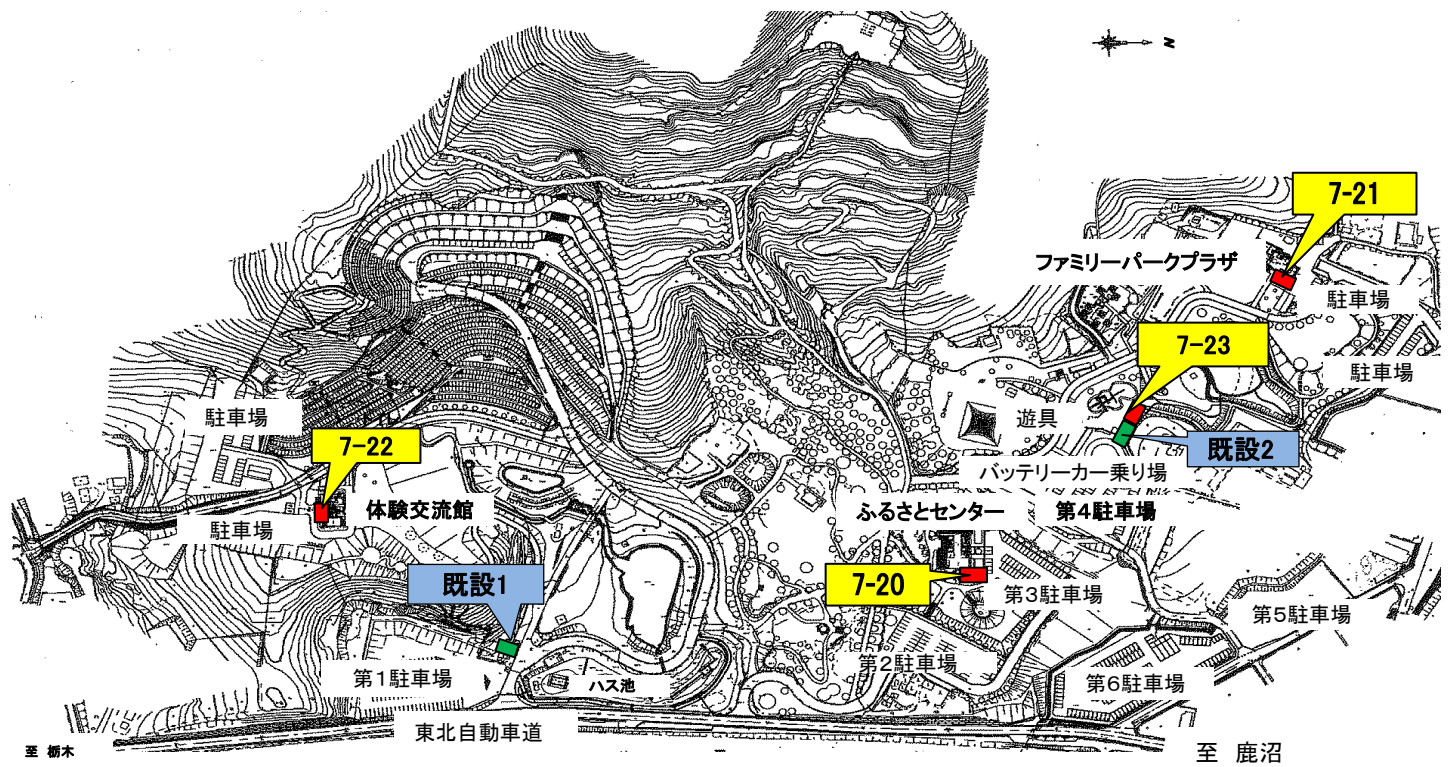 N
7-21
ファミリーパークプラザ
駐車場
7-23
駐車場
駐車場
遊具
7-22
既設2
バッテリーカー乗り場
体験交流館
ふるさとセンター
第4駐車場
駐車場
既設1
7-20
第3駐車場
第5駐車場
第2駐車場
第1駐車場
ハス池
第6駐車場
東北自動車道
至 栃木
至 鹿沼